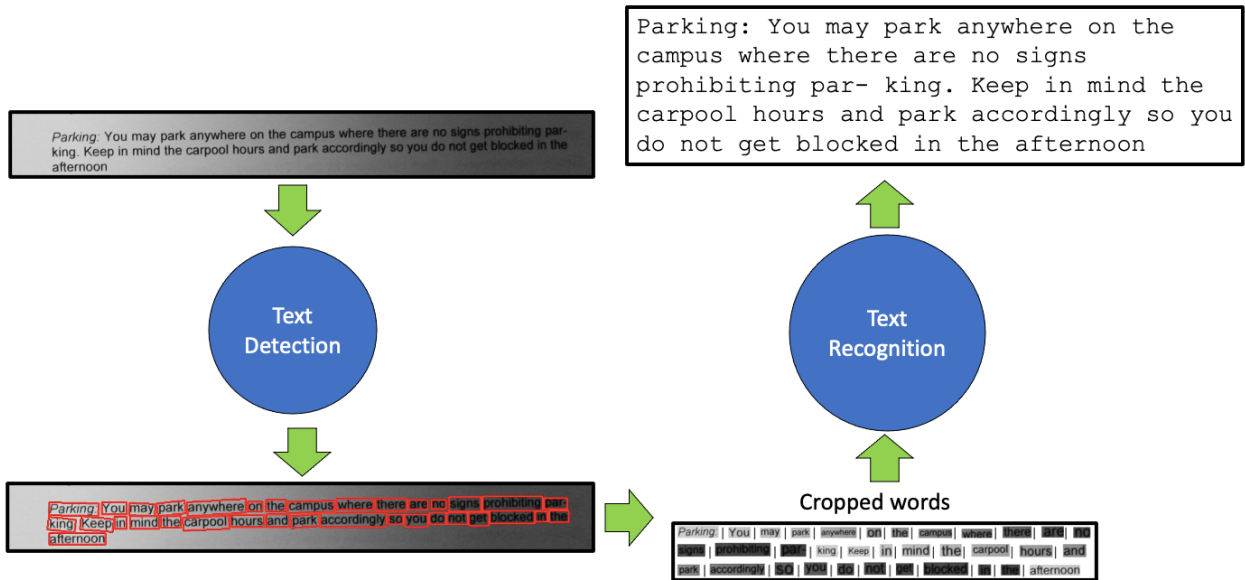 Parking: You may park anywhere on the campus where there are no signs prohibiting par-
king. Keep in mind the carpool hours and park accordingly so you do not get blocked in the
afternoon
Text
Detection
Parking: You may park anywhere on the campus where there are no signs prohibiting par-
king. Keep in mind the carpool hours and park accordingly so you do not get blocked in the
afternoon
Cropped words
Parking: | You | may | park | anywhere | on | the | campus | where | there | are | no
signs | prohibiting | par- | king. | Keep | in | mind | the | carpool | hours | and
park | accordingly | so | you | do | not | get | blocked | in | the | afternoon
Text
Recognition
Parking: You may park anywhere on the
campus where there are no signs
prohibiting par- king. Keep in mind the
carpool hours and park accordingly so you
do not get blocked in the afternoon